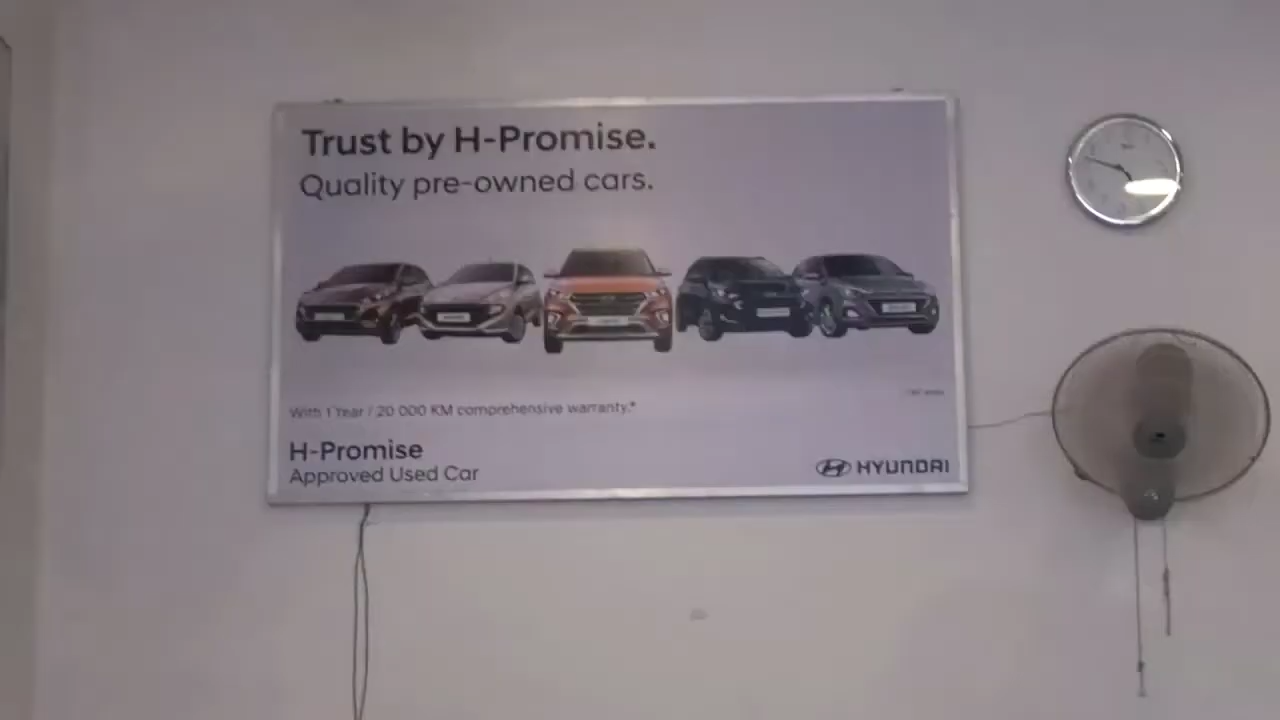 Trust by H-Promise.
Quality pre-owned cars.
With 1 Year / 20 000 KM comprehensive warranty.*
H-Promise
Approved Used Car
HYUNDAI